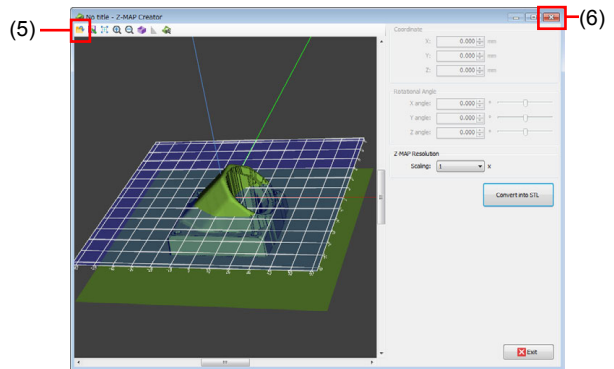 (5)
No title - Z-MAP Creator
(6)
Coordinate
X: 0.000 mm
Y: 0.000 mm
Z: 0.000 mm
Rotational Angle
X angle: 0.000 °
Y angle: 0.000 °
Z angle: 0.000 °
Z-MAP Resolution
Scaling: 1 x
Convert into STL
Exit